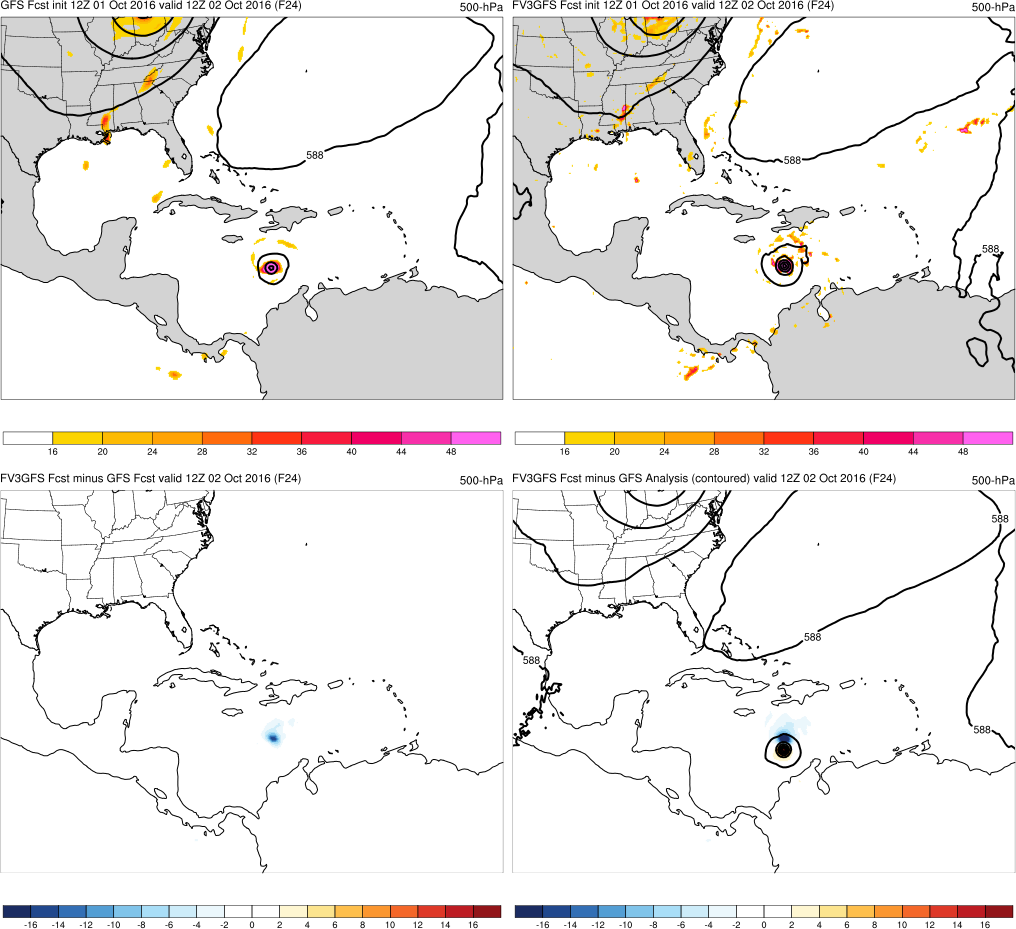 GFS Fcst init 12Z 01 Oct 2016 valid 12Z 02 Oct 2016 (F24) 500-hPa
588
16 20 24 28 32 36 40 44 48
FV3GFS Fcst init 12Z 01 Oct 2016 valid 12Z 02 Oct 2016 (F24) 500-hPa
588
588
16 20 24 28 32 36 40 44 48
FV3GFS Fcst minus GFS Fcst valid 12Z 02 Oct 2016 (F24) 500-hPa
-16 -14 -12 -10 -8 -6 -4 -2 0 2 4 6 8 10 12 14 16
FV3GFS Fcst minus GFS Analysis (contoured) valid 12Z 02 Oct 2016 (F24) 500-hPa
588
588
588
588
-16 -14 -12 -10 -8 -6 -4 -2 0 2 4 6 8 10 12 14 16